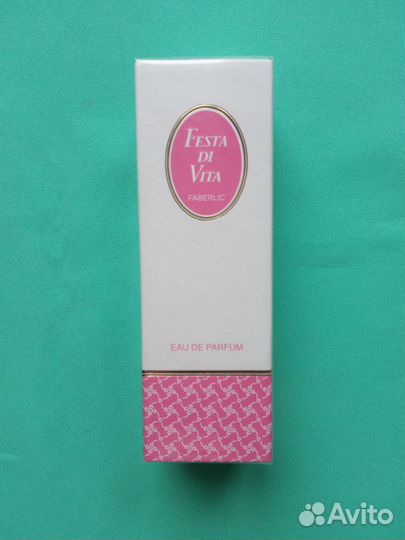 FESTA
DI
VITA
FABERLIC
EAU DE PARFUM
Avito